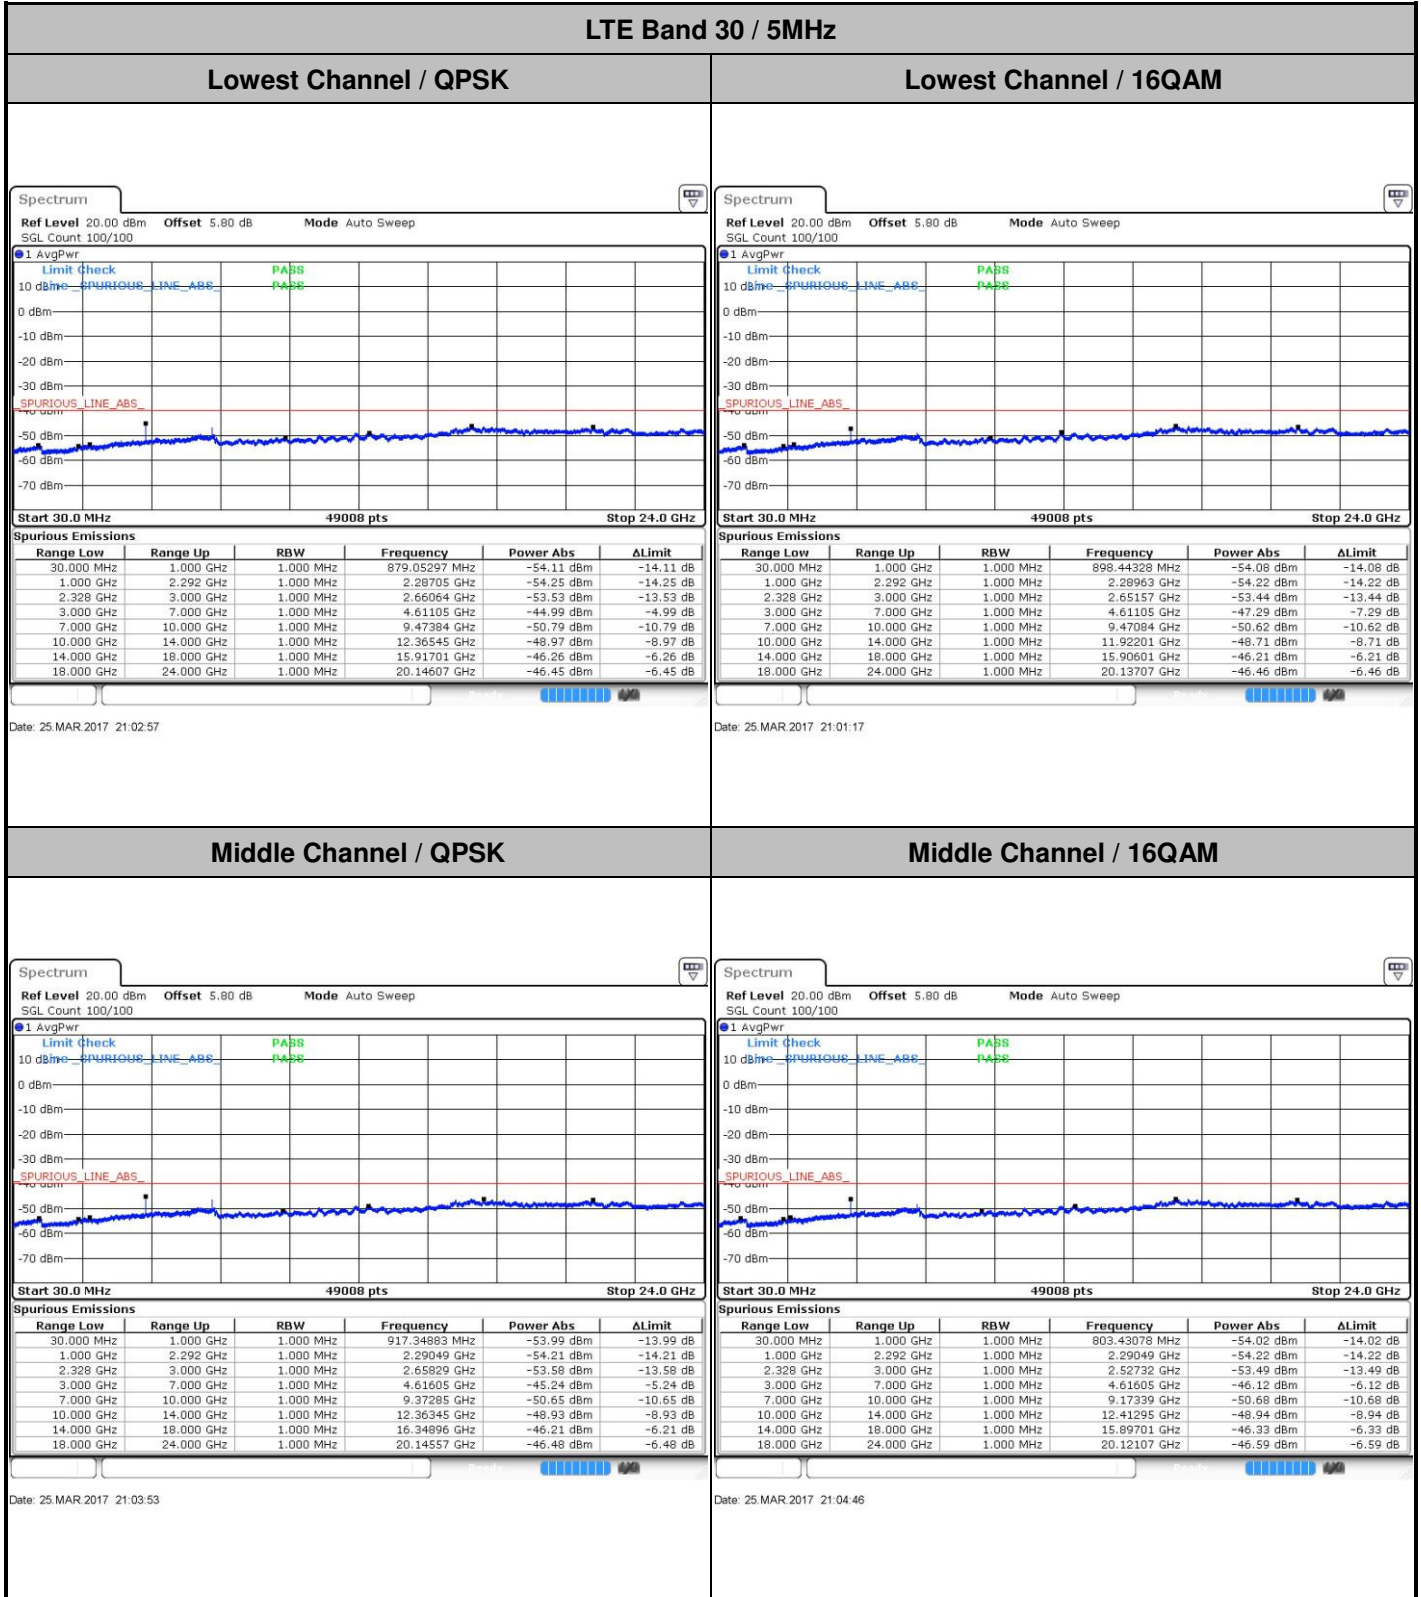 LTE Band 30 / 5MHz
Lowest Channel / QPSK
Lowest Channel / 16QAM
Spectrum
Ref Level 20.00 dBm Offset 5.80 dB Mode Auto Sweep
SGL Count 100/100
1 AvgPwr
Limit Check PASS
Line _SPURIOUS_LINE_ABS_ PASS
10 dBm
0 dBm
-10 dBm
-20 dBm
-30 dBm
_SPURIOUS_LINE_ABS_
-40 dBm
-50 dBm
-60 dBm
-70 dBm
Start 30.0 MHz 49008 pts Stop 24.0 GHz
Spurious Emissions
Range Low Range Up RBW Frequency Power Abs ΔLimit
30.000 MHz 1.000 GHz 1.000 MHz 879.05297 MHz -54.11 dBm -14.11 dB
1.000 GHz 2.292 GHz 1.000 MHz 2.28705 GHz -54.25 dBm -14.25 dB
2.328 GHz 3.000 GHz 1.000 MHz 2.66064 GHz -53.53 dBm -13.53 dB
3.000 GHz 7.000 GHz 1.000 MHz 4.61105 GHz -44.99 dBm -4.99 dB
7.000 GHz 10.000 GHz 1.000 MHz 9.47384 GHz -50.79 dBm -10.79 dB
10.000 GHz 14.000 GHz 1.000 MHz 12.36545 GHz -48.97 dBm -8.97 dB
14.000 GHz 18.000 GHz 1.000 MHz 15.91701 GHz -46.26 dBm -6.26 dB
18.000 GHz 24.000 GHz 1.000 MHz 20.14607 GHz -46.45 dBm -6.45 dB
Date: 25.MAR.2017 21:02:57
Spectrum
Ref Level 20.00 dBm Offset 5.80 dB Mode Auto Sweep
SGL Count 100/100
1 AvgPwr
Limit Check PASS
Line _SPURIOUS_LINE_ABS_ PASS
10 dBm
0 dBm
-10 dBm
-20 dBm
-30 dBm
_SPURIOUS_LINE_ABS_
-40 dBm
-50 dBm
-60 dBm
-70 dBm
Start 30.0 MHz 49008 pts Stop 24.0 GHz
Spurious Emissions
Range Low Range Up RBW Frequency Power Abs ΔLimit
30.000 MHz 1.000 GHz 1.000 MHz 898.44328 MHz -54.08 dBm -14.08 dB
1.000 GHz 2.292 GHz 1.000 MHz 2.28963 GHz -54.22 dBm -14.22 dB
2.328 GHz 3.000 GHz 1.000 MHz 2.65157 GHz -53.44 dBm -13.44 dB
3.000 GHz 7.000 GHz 1.000 MHz 4.61105 GHz -47.29 dBm -7.29 dB
7.000 GHz 10.000 GHz 1.000 MHz 9.47084 GHz -50.62 dBm -10.62 dB
10.000 GHz 14.000 GHz 1.000 MHz 11.92201 GHz -48.71 dBm -8.71 dB
14.000 GHz 18.000 GHz 1.000 MHz 15.90601 GHz -46.21 dBm -6.21 dB
18.000 GHz 24.000 GHz 1.000 MHz 20.13707 GHz -46.46 dBm -6.46 dB
Date: 25.MAR.2017 21:01:17
Middle Channel / QPSK
Middle Channel / 16QAM
Spectrum
Ref Level 20.00 dBm Offset 5.80 dB Mode Auto Sweep
SGL Count 100/100
1 AvgPwr
Limit Check PASS
Line _SPURIOUS_LINE_ABS_ PASS
10 dBm
0 dBm
-10 dBm
-20 dBm
-30 dBm
_SPURIOUS_LINE_ABS_
-40 dBm
-50 dBm
-60 dBm
-70 dBm
Start 30.0 MHz 49008 pts Stop 24.0 GHz
Spurious Emissions
Range Low Range Up RBW Frequency Power Abs ΔLimit
30.000 MHz 1.000 GHz 1.000 MHz 917.34883 MHz -53.99 dBm -13.99 dB
1.000 GHz 2.292 GHz 1.000 MHz 2.29049 GHz -54.21 dBm -14.21 dB
2.328 GHz 3.000 GHz 1.000 MHz 2.65829 GHz -53.58 dBm -13.58 dB
3.000 GHz 7.000 GHz 1.000 MHz 4.61605 GHz -45.24 dBm -5.24 dB
7.000 GHz 10.000 GHz 1.000 MHz 9.37285 GHz -50.65 dBm -10.65 dB
10.000 GHz 14.000 GHz 1.000 MHz 12.36345 GHz -48.93 dBm -8.93 dB
14.000 GHz 18.000 GHz 1.000 MHz 16.34896 GHz -46.21 dBm -6.21 dB
18.000 GHz 24.000 GHz 1.000 MHz 20.14557 GHz -46.48 dBm -6.48 dB
Date: 25.MAR.2017 21:03:53
Spectrum
Ref Level 20.00 dBm Offset 5.80 dB Mode Auto Sweep
SGL Count 100/100
1 AvgPwr
Limit Check PASS
Line _SPURIOUS_LINE_ABS_ PASS
10 dBm
0 dBm
-10 dBm
-20 dBm
-30 dBm
_SPURIOUS_LINE_ABS_
-40 dBm
-50 dBm
-60 dBm
-70 dBm
Start 30.0 MHz 49008 pts Stop 24.0 GHz
Spurious Emissions
Range Low Range Up RBW Frequency Power Abs ΔLimit
30.000 MHz 1.000 GHz 1.000 MHz 803.43078 MHz -54.02 dBm -14.02 dB
1.000 GHz 2.292 GHz 1.000 MHz 2.29049 GHz -54.22 dBm -14.22 dB
2.328 GHz 3.000 GHz 1.000 MHz 2.52732 GHz -53.49 dBm -13.49 dB
3.000 GHz 7.000 GHz 1.000 MHz 4.61605 GHz -46.12 dBm -6.12 dB
7.000 GHz 10.000 GHz 1.000 MHz 9.17339 GHz -50.68 dBm -10.68 dB
10.000 GHz 14.000 GHz 1.000 MHz 12.41295 GHz -48.94 dBm -8.94 dB
14.000 GHz 18.000 GHz 1.000 MHz 15.89701 GHz -46.33 dBm -6.33 dB
18.000 GHz 24.000 GHz 1.000 MHz 20.12107 GHz -46.59 dBm -6.59 dB
Date: 25.MAR.2017 21:04:46